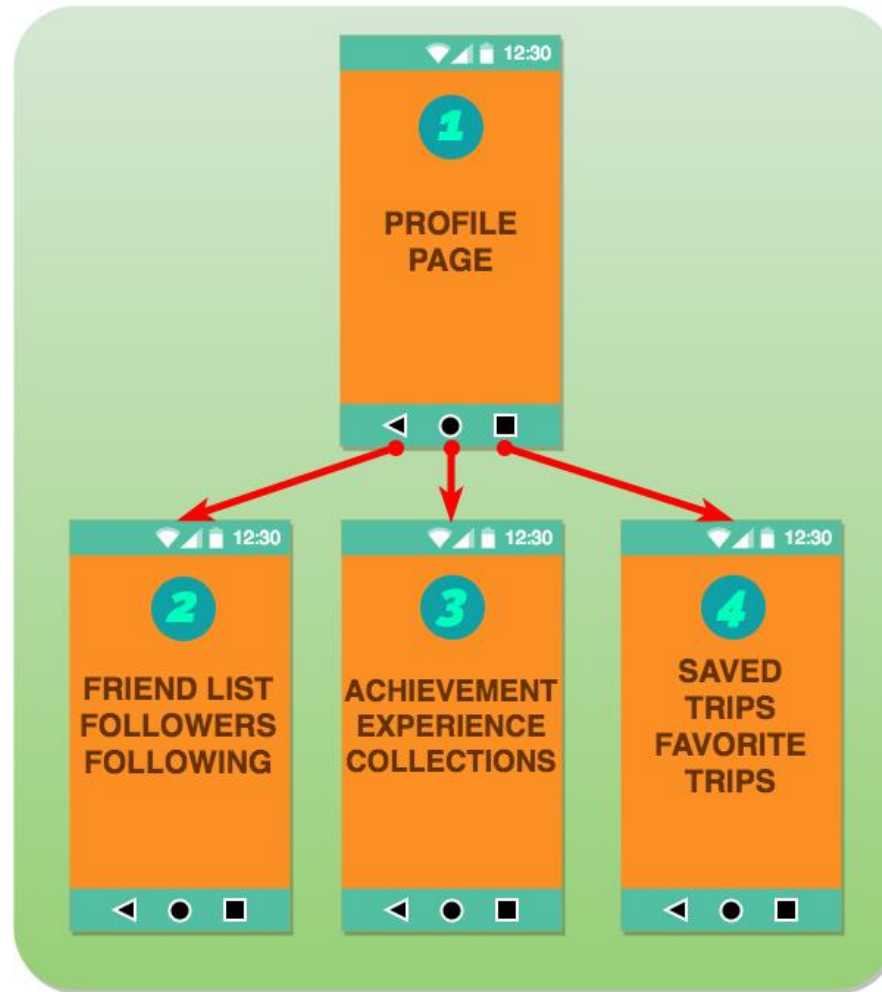 12:30
1
PROFILE
PAGE
12:30
2
FRIEND LIST
FOLLOWERS
FOLLOWING
12:30
3
ACHIEVEMENT
EXPERIENCE
COLLECTIONS
12:30
4
SAVED
TRIPS
FAVORITE
TRIPS